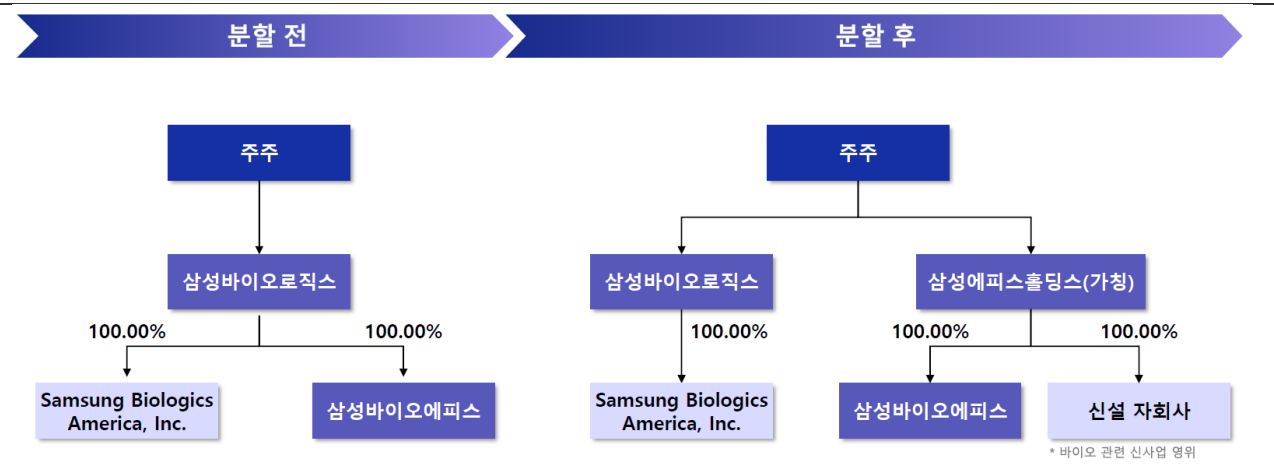 분할 전
분할 후
주주
삼성바이오로직스
100.00%
100.00%
Samsung Biologics
America, Inc.
삼성바이오에피스
주주
삼성바이오로직스
삼성에피스홀딩스(가칭)
100.00%
100.00%
100.00%
Samsung Biologics
America, Inc.
삼성바이오에피스
신설 자회사
* 바이오 관련 신사업 영위